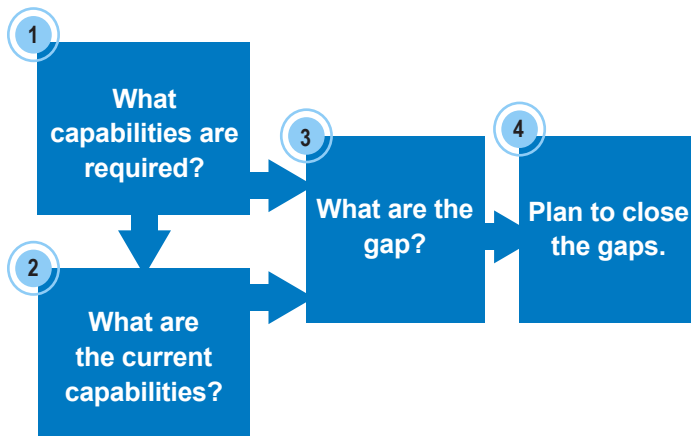 1
What
capabilities are
required?
2
What are
the current
capabilities?
3
What are the
gap?
4
Plan to close
the gaps.